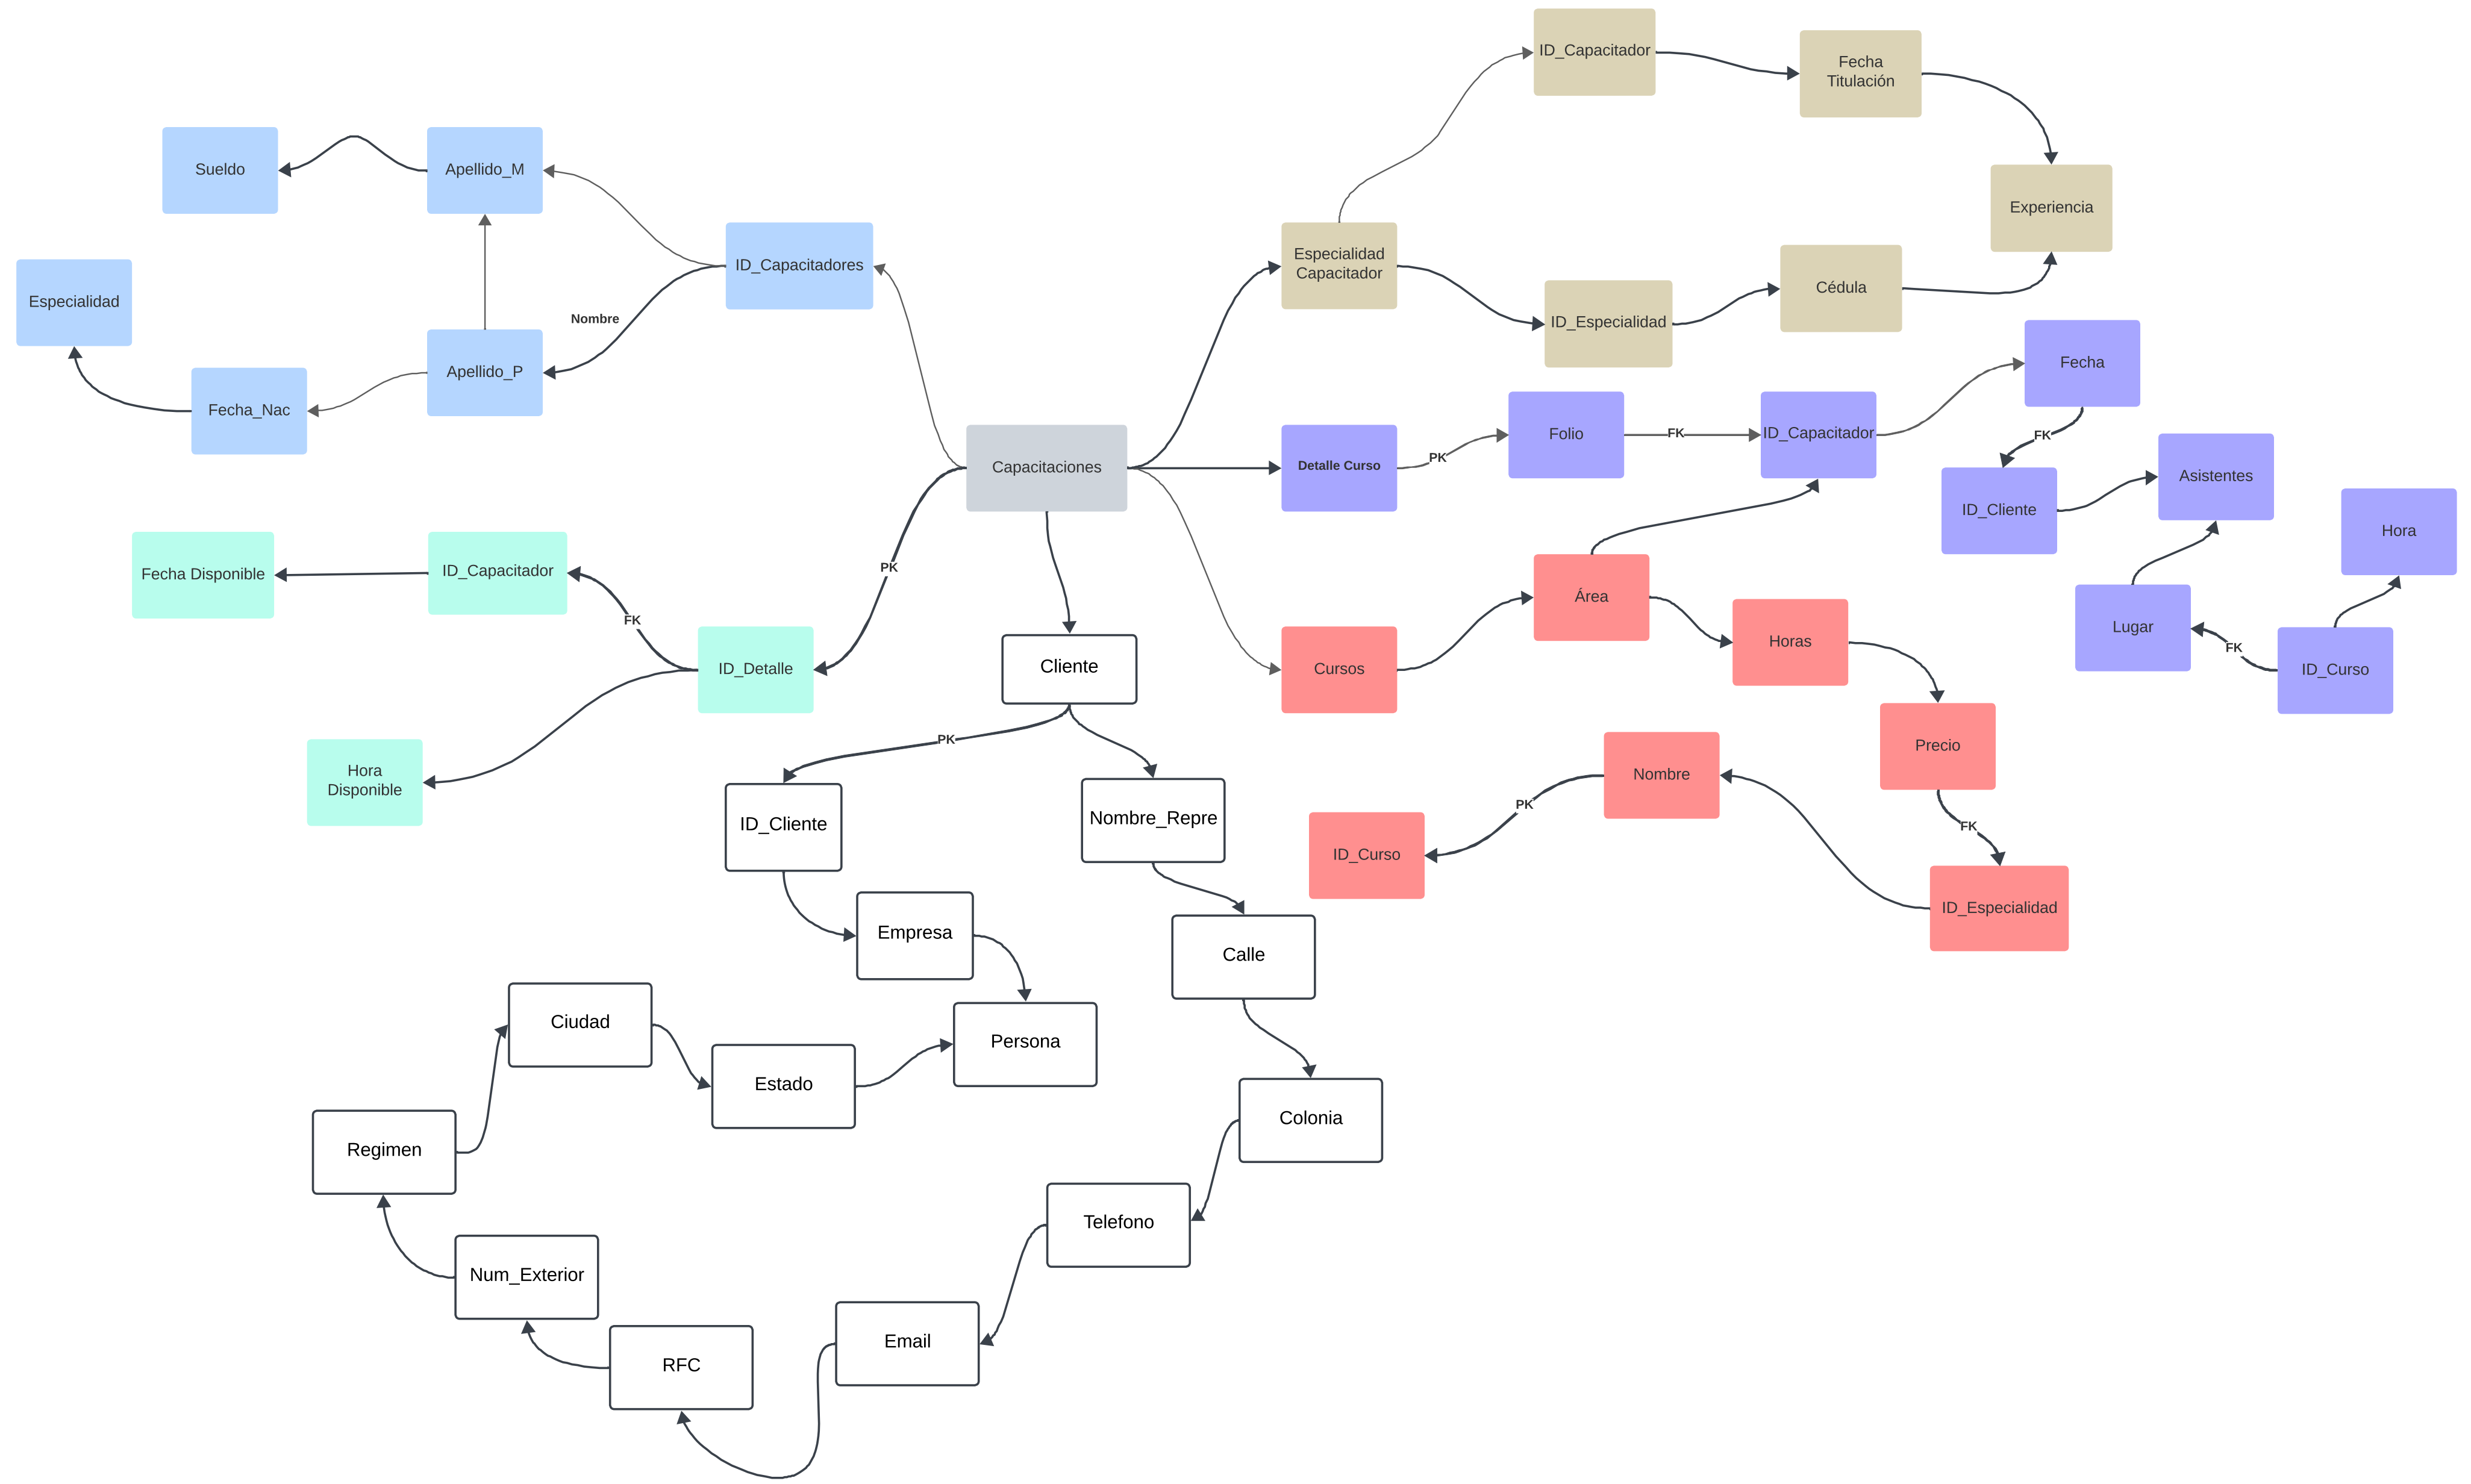 ID_Capacitador
Fecha
Titulación
Sueldo
Apellido_M
Experiencia
ID_Capacitadores
Especialidad
Capacitador
Cédula
Especialidad
Nombre
ID_Especialidad
Fecha
Apellido_P
Fecha_Nac
Folio
FK
ID_Capacitador
FK
Capacitaciones
Detalle Curso
PK
Asistentes
ID_Cliente
Hora
Fecha Disponible
ID_Capacitador
PK
Área
FK
Lugar
Horas
FK
ID_Detalle
Cliente
Cursos
ID_Curso
PK
Precio
Hora
Disponible
Nombre
PK
ID_Cliente
Nombre_Repre
FK
ID_Curso
ID_Especialidad
Empresa
Calle
Ciudad
Persona
Estado
Colonia
Regimen
Telefono
Num_Exterior
Email
RFC